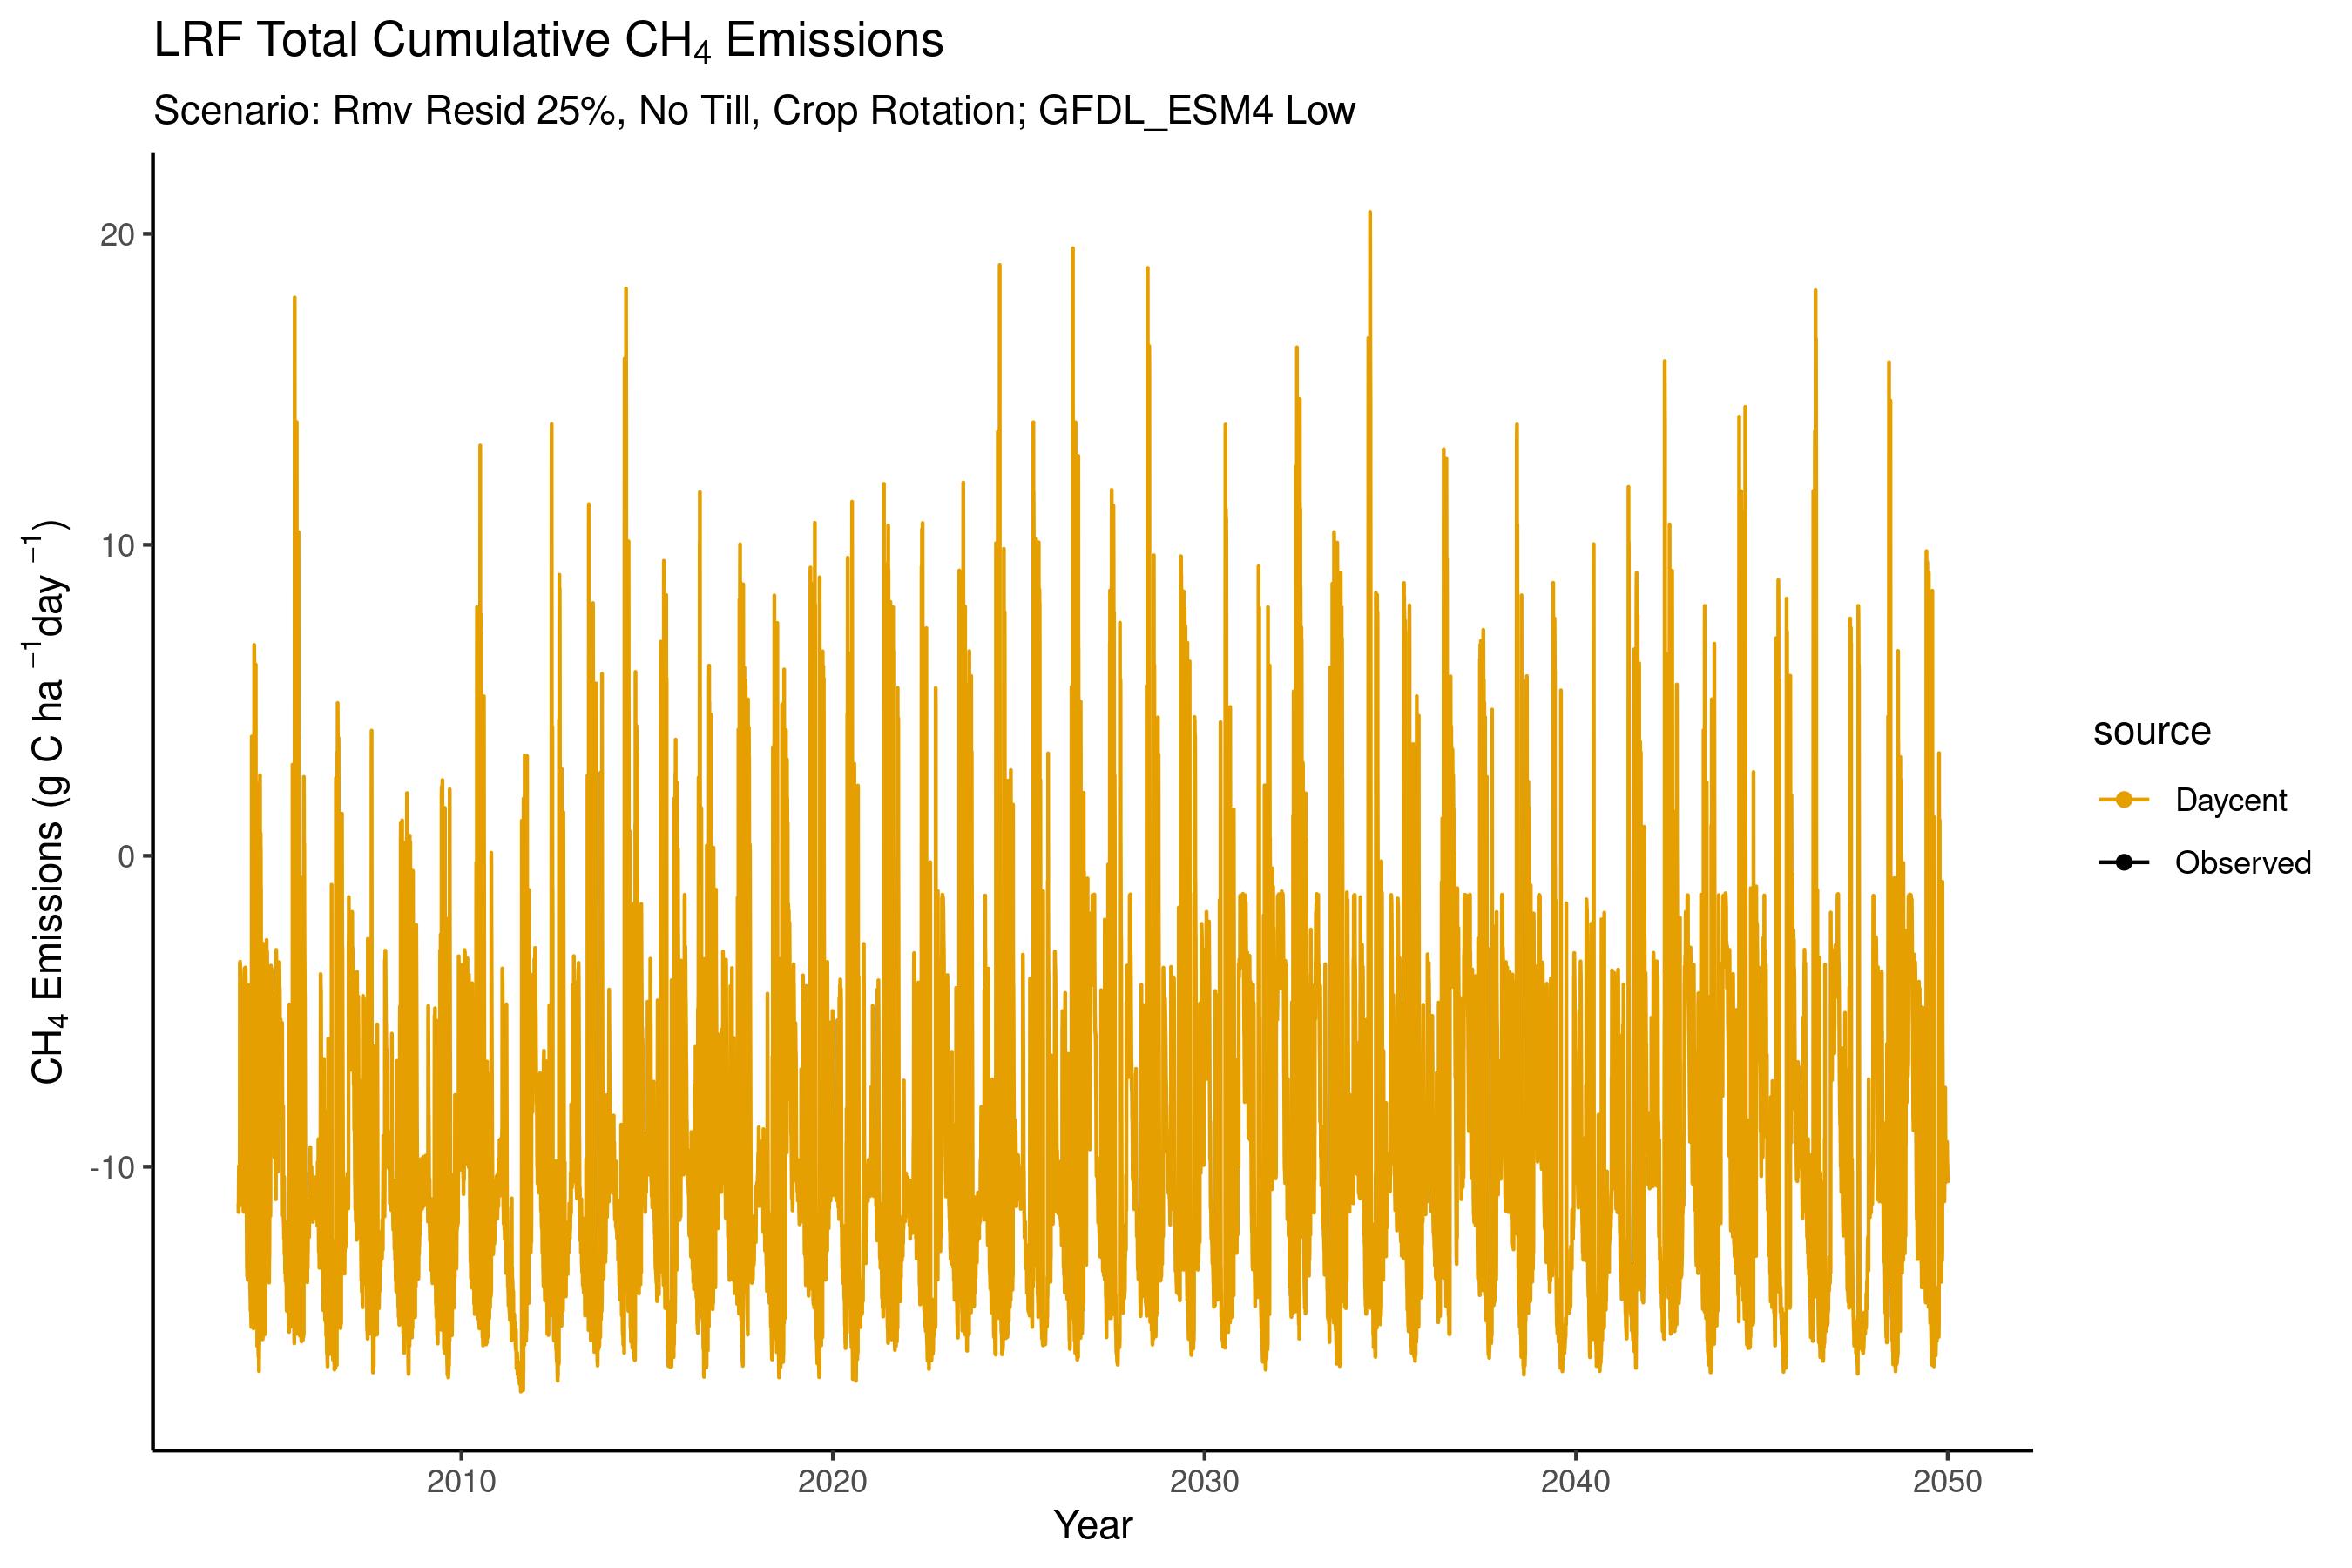 LRF Total Cumulative CH₄ Emissions
Scenario: Rmv Resid 25%, No Till, Crop Rotation; GFDL_ESM4 Low
CH₄ Emissions (g C ha ⁻¹day ⁻¹)
20
10
0
-10
2010
2020
2030
2040
2050
Year
source
Daycent
Observed